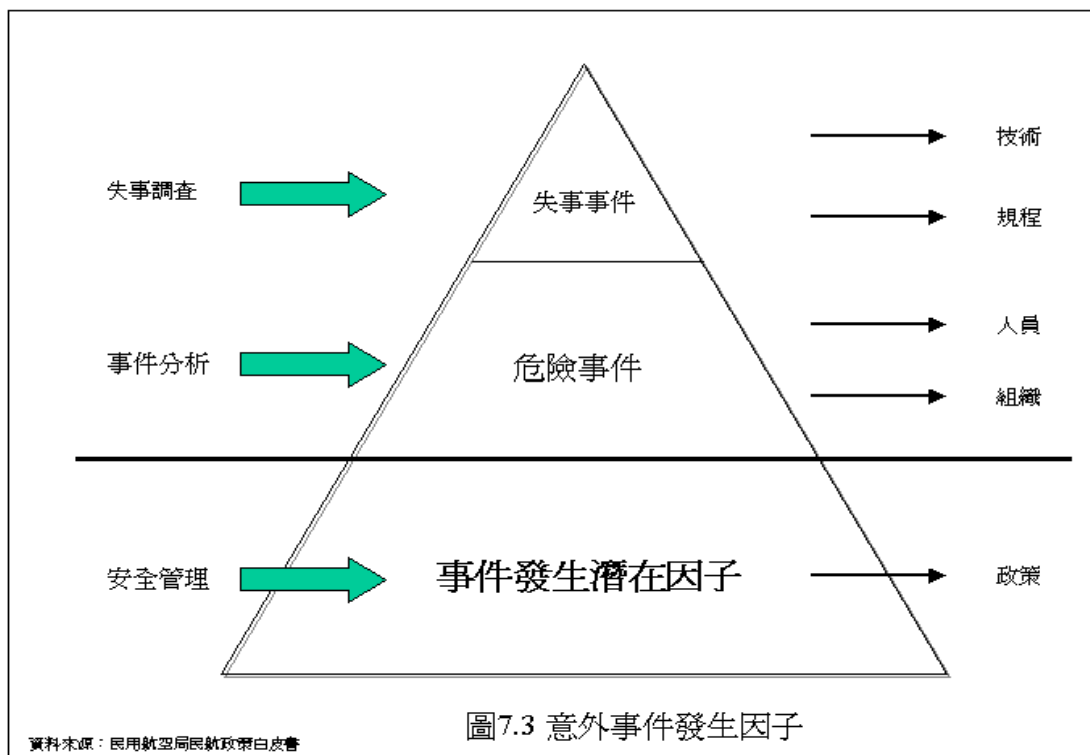 技術
失事調查
失事事件
規程
人員
事件分析
危險事件
組織
安全管理
事件發生潛在因子
政策
圖7.3 意外事件發生因子
資料來源：民用航空局民航政策白皮書